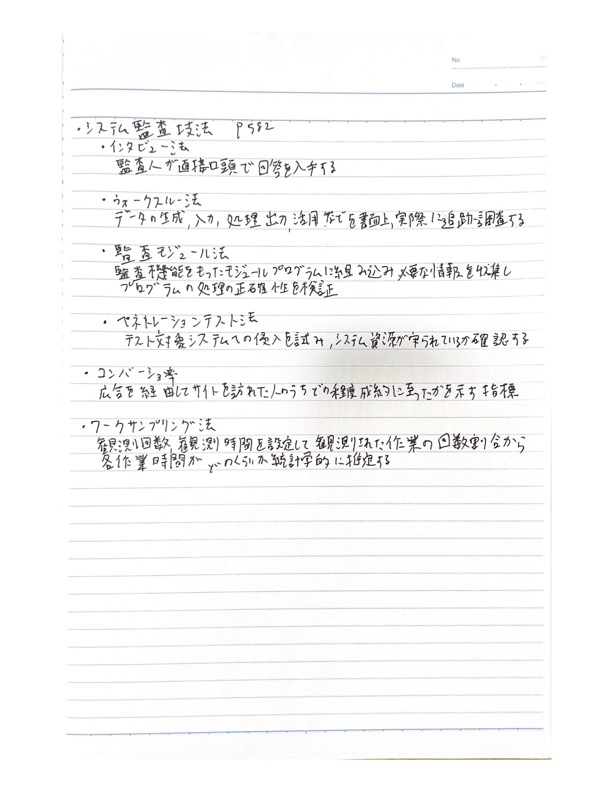 No.
Date
・システム監査技法 P582
・インタビュー法
監査人が直接口頭で回答を入手する
・ウォークスルー法
データの生成,入力,処理,出力,活用までを書面上,実際に追跡調査する
・監査モジュール法
監査機能をもったモジュールプログラムに組み込み必要な情報を収集し
プログラムの処理の正確性を検証
・ペネトレーションテスト法
テスト対象システムへの侵入を試み,システム資源が守られているか確認する
・コンバーション率
広告を経由してサイトを訪れた人のうちどの程度成約に至ったかを示す指標
・ワークサンプリング法
観測回数,観測時間を設定して観測された作業の回数割合から
各作業時間がどのくらいか統計学的に推定する